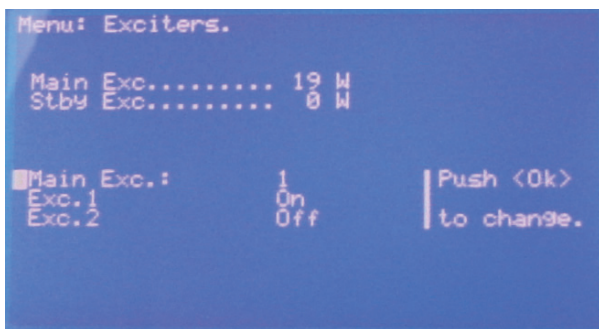 Menu: Exciters.
Main Exc.......... 19 W
Stby Exc.......... 0 W
Main Exc.: 1 Push <Ok>
Exc.1 On
Exc.2 Off to change.